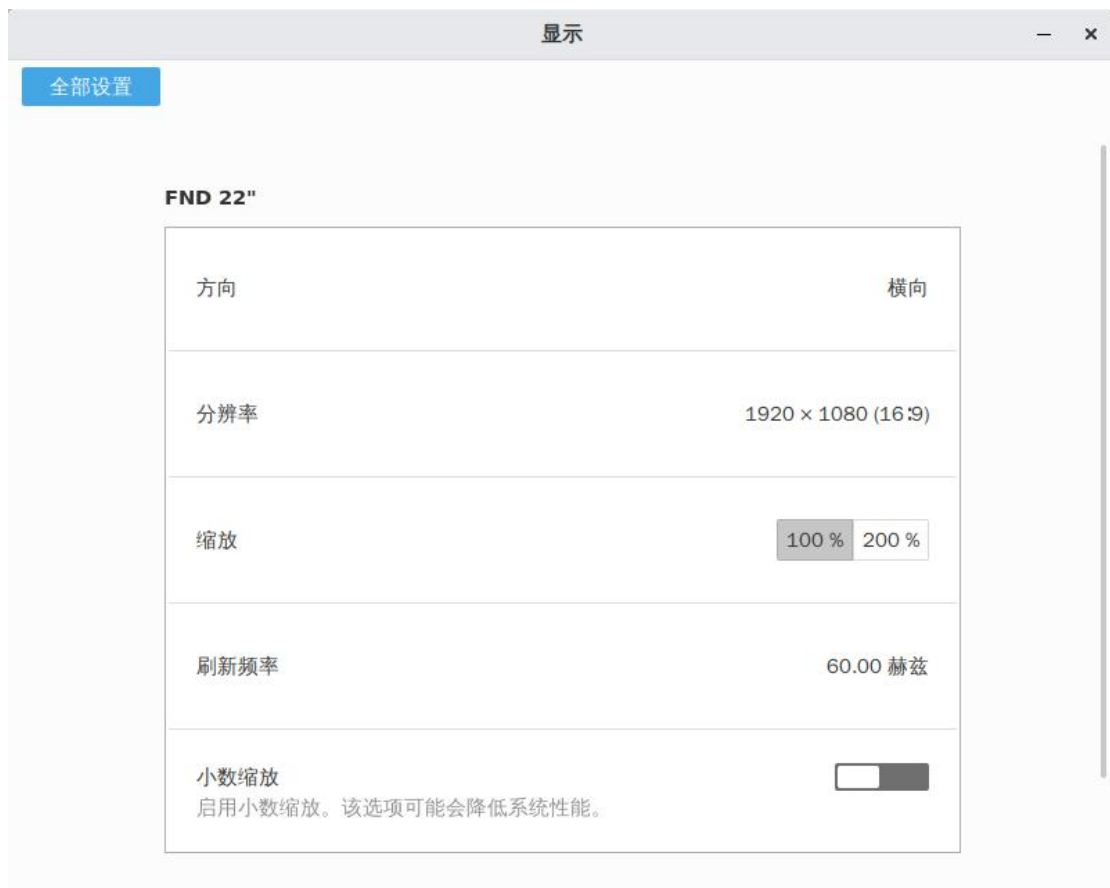 显示
全部设置
FND 22"
方向 横向
分辨率 1920 × 1080 (16∶9)
缩放 100 % 200 %
刷新频率 60.00 赫兹
小数缩放
启用小数缩放。该选项可能会降低系统性能。